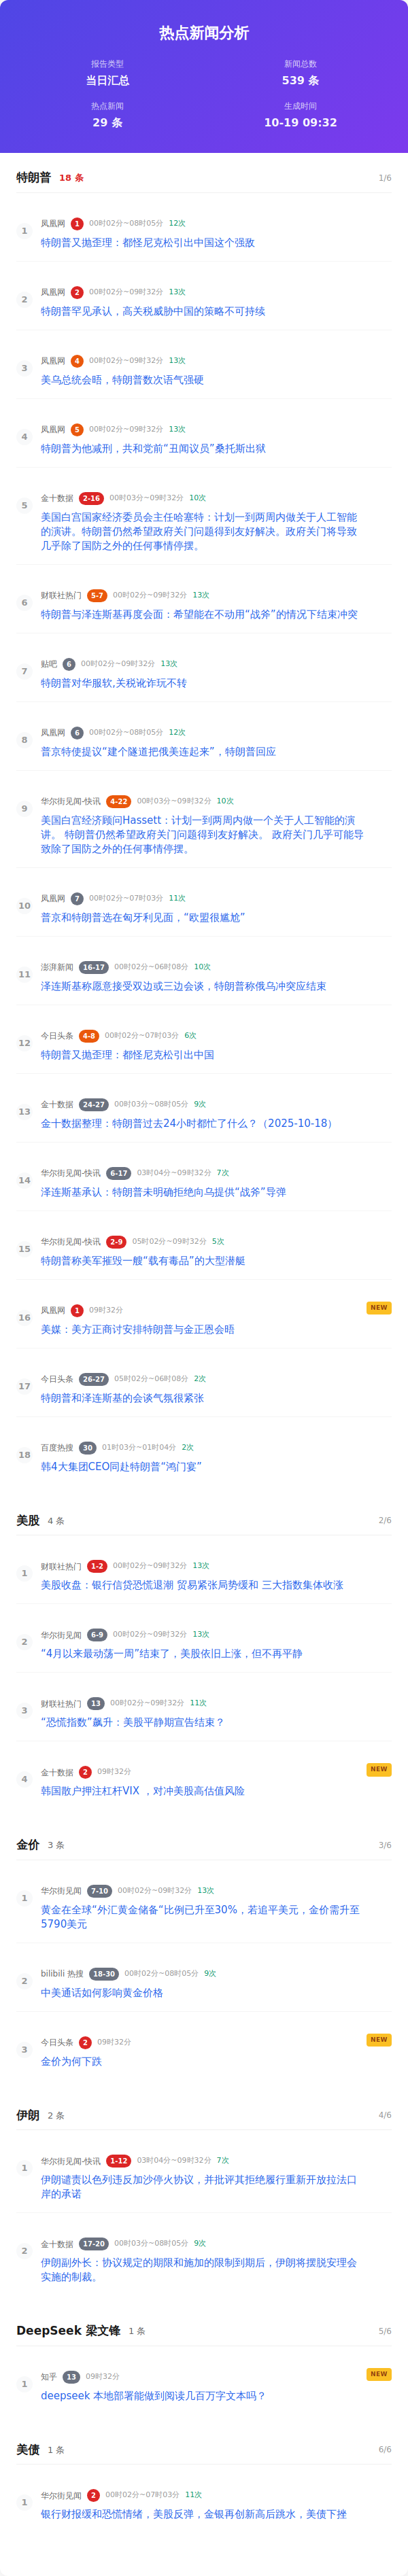 热点新闻分析
报告类型
当日汇总
新闻总数
539 条
热点新闻
29 条
生成时间
10-19 09:32
特朗普 18 条 1/6
1
凤凰网 1 00时02分~08时05分 12次
特朗普又抛歪理：都怪尼克松引出中国这个强敌
2
凤凰网 2 00时02分~09时32分 13次
特朗普罕见承认，高关税威胁中国的策略不可持续
3
凤凰网 4 00时02分~09时32分 13次
美乌总统会晤，特朗普数次语气强硬
4
凤凰网 5 00时02分~09时32分 13次
特朗普为他减刑，共和党前“丑闻议员”桑托斯出狱
5
金十数据 2-16 00时03分~09时32分 10次
美国白宫国家经济委员会主任哈塞特：计划一到两周内做关于人工智能
的演讲。特朗普仍然希望政府关门问题得到友好解决。政府关门将导致
几乎除了国防之外的任何事情停摆。
6
财联社热门 5-7 00时02分~09时32分 13次
特朗普与泽连斯基再度会面：希望能在不动用“战斧”的情况下结束冲突
7
贴吧 6 00时02分~09时32分 13次
特朗普对华服软,关税讹诈玩不转
8
凤凰网 6 00时02分~08时05分 12次
普京特使提议“建个隧道把俄美连起来”，特朗普回应
9
华尔街见闻-快讯 4-22 00时03分~09时32分 10次
美国白宫经济顾问Hassett：计划一到两周内做一个关于人工智能的演
讲。 特朗普仍然希望政府关门问题得到友好解决。 政府关门几乎可能导
致除了国防之外的任何事情停摆。
10
凤凰网 7 00时02分~07时03分 11次
普京和特朗普选在匈牙利见面，“欧盟很尴尬”
11
澎湃新闻 16-17 00时02分~06时08分 10次
泽连斯基称愿意接受双边或三边会谈，特朗普称俄乌冲突应结束
12
今日头条 4-8 00时02分~07时03分 6次
特朗普又抛歪理：都怪尼克松引出中国
13
金十数据 24-27 00时03分~08时05分 9次
金十数据整理：特朗普过去24小时都忙了什么？（2025-10-18）
14
华尔街见闻-快讯 6-17 03时04分~09时32分 7次
泽连斯基承认：特朗普未明确拒绝向乌提供“战斧”导弹
15
华尔街见闻-快讯 2-9 05时02分~09时32分 5次
特朗普称美军摧毁一艘“载有毒品”的大型潜艇
16
凤凰网 1 09时32分 NEW
美媒：美方正商讨安排特朗普与金正恩会晤
17
今日头条 26-27 05时02分~06时08分 2次
特朗普和泽连斯基的会谈气氛很紧张
18
百度热搜 30 01时03分~01时04分 2次
韩4大集团CEO同赴特朗普“鸿门宴”
美股 4 条 2/6
1
财联社热门 1-2 00时02分~09时32分 13次
美股收盘：银行信贷恐慌退潮 贸易紧张局势缓和 三大指数集体收涨
2
华尔街见闻 6-9 00时02分~09时32分 13次
“4月以来最动荡一周”结束了，美股依旧上涨，但不再平静
3
财联社热门 13 00时02分~09时32分 11次
“恐慌指数”飙升：美股平静期宣告结束？
4
金十数据 2 09时32分 NEW
韩国散户押注杠杆VIX ，对冲美股高估值风险
金价 3 条 3/6
1
华尔街见闻 7-10 00时02分~09时32分 13次
黄金在全球“外汇黄金储备”比例已升至30%，若追平美元，金价需升至
5790美元
2
bilibili 热搜 18-30 00时02分~08时05分 9次
中美通话如何影响黄金价格
3
今日头条 2 09时32分 NEW
金价为何下跌
伊朗 2 条 4/6
1
华尔街见闻-快讯 1-12 03时04分~09时32分 7次
伊朗谴责以色列违反加沙停火协议，并批评其拒绝履行重新开放拉法口
岸的承诺
2
金十数据 17-20 00时03分~08时05分 9次
伊朗副外长：协议规定的期限和施加的限制到期后，伊朗将摆脱安理会
实施的制裁。
DeepSeek 梁文锋 1 条 5/6
1
知乎 13 09时32分 NEW
deepseek 本地部署能做到阅读几百万字文本吗？
美债 1 条 6/6
1
华尔街见闻 2 00时02分~07时03分 11次
银行财报缓和恐慌情绪，美股反弹，金银再创新高后跳水，美债下挫